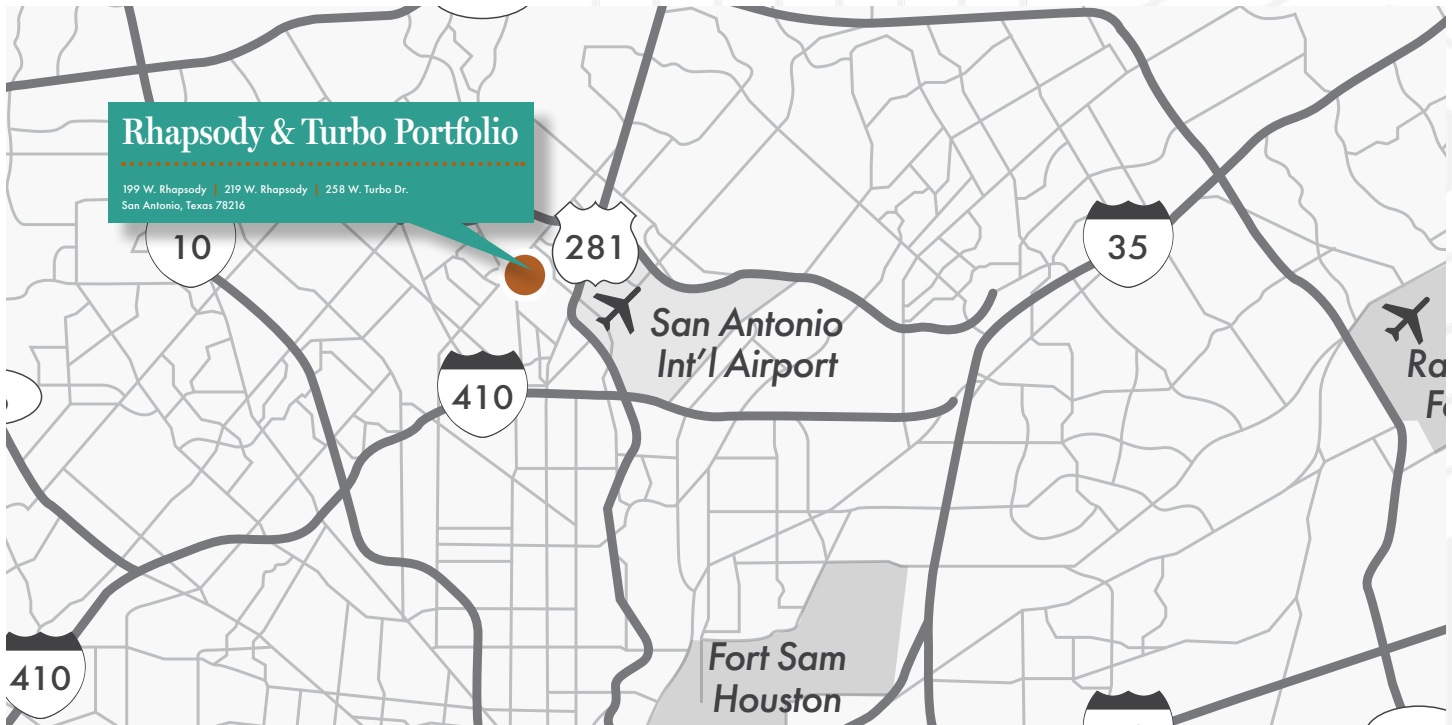 Rhapsody & Turbo Portfolio
199 W. Rhapsody | 219 W. Rhapsody | 258 W. Turbo Dr.
San Antonio, Texas 78216
10
281
35
San Antonio
Int'l Airport
410
Fort Sam
Houston
410